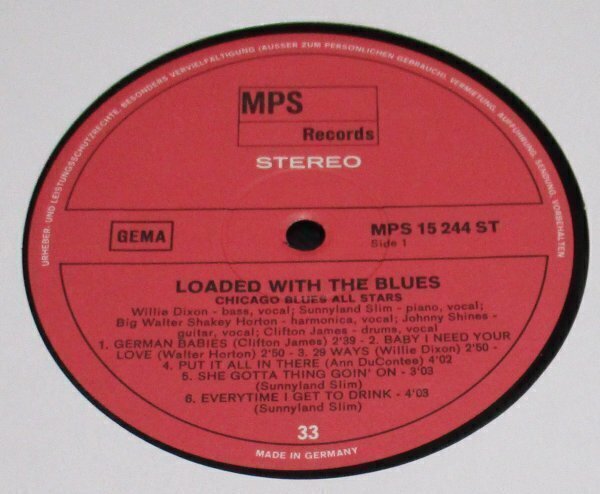 URHEBER- UND LEISTUNGSSCHUTZRECHTE, BESONDERS VERVIELFÄLTIGUNG (AUSSER ZUM PERSÖNLICHEN GEBRAUCH), VERMIETUNG, AUFFÜHRUNG, SENDUNG, VORBEHALTEN
MPS
Records
STEREO
GEMA
MPS 15 244 ST
Side 1
LOADED WITH THE BLUES
CHICAGO BLUES ALL STARS
Willie Dixon - bass, vocal; Sunnyland Slim - piano, vocal;
Big Walter Shakey Horton - harmonica, vocal; Johnny Shines -
guitar, vocal; Clifton James - drums, vocal
1. GERMAN BABIES (Clifton James) 2'39 - 2. BABY I NEED YOUR
LOVE (Walter Horton) 2'50 - 3. 29 WAYS (Willie Dixon) 2'50 -
4. PUT IT ALL IN THERE (Ann DuContee) 4'02
5. SHE GOTTA THING GOIN' ON - 3'03
(Sunnyland Slim)
6. EVERYTIME I GET TO DRINK - 4'03
(Sunnyland Slim)
33
MADE IN GERMANY